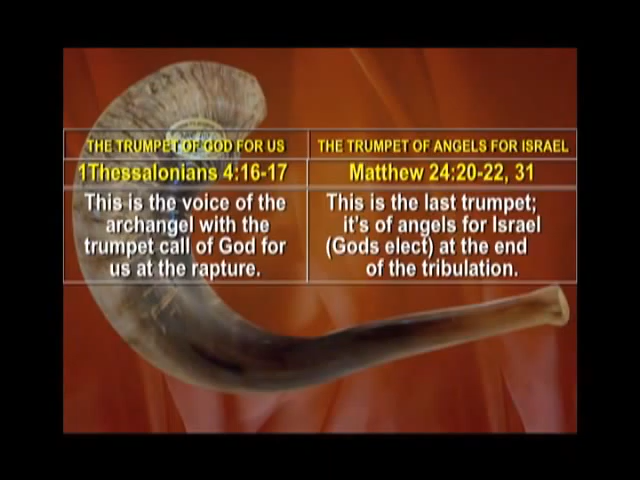 THE TRUMPET OF GOD FOR US
1Thessalonians 4:16-17
This is the voice of the
archangel with the
trumpet call of God for
us at the rapture.
THE TRUMPET OF ANGELS FOR ISRAEL
Matthew 24:20-22, 31
This is the last trumpet;
it's of angels for Israel
(Gods elect) at the end
of the tribulation.